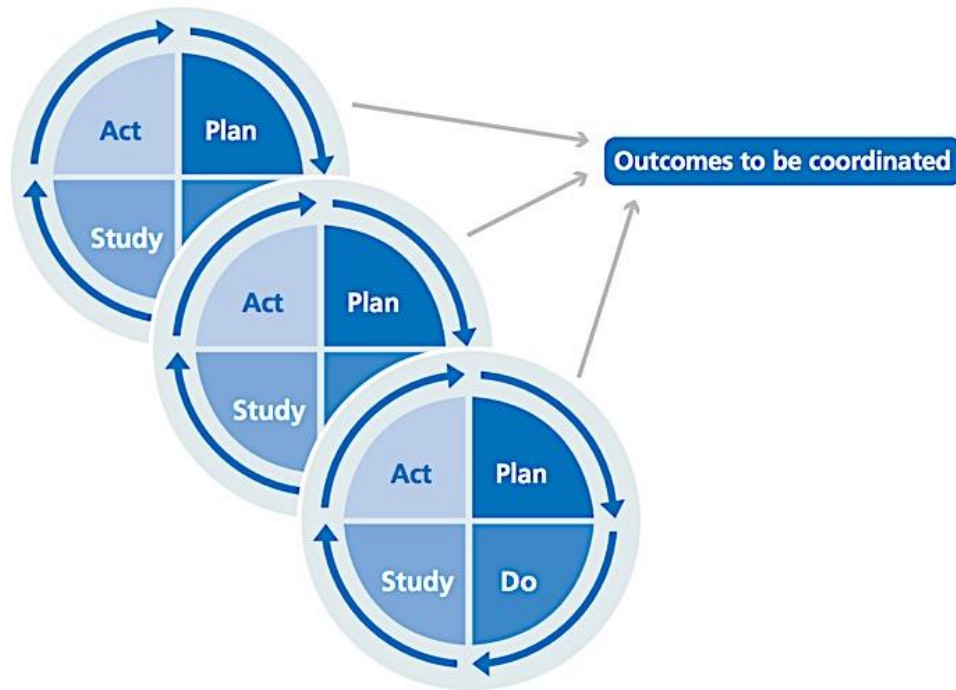 Act
Plan
Outcomes to be coordinated
Study
Act
Plan
Study
Act
Plan
Study
Do